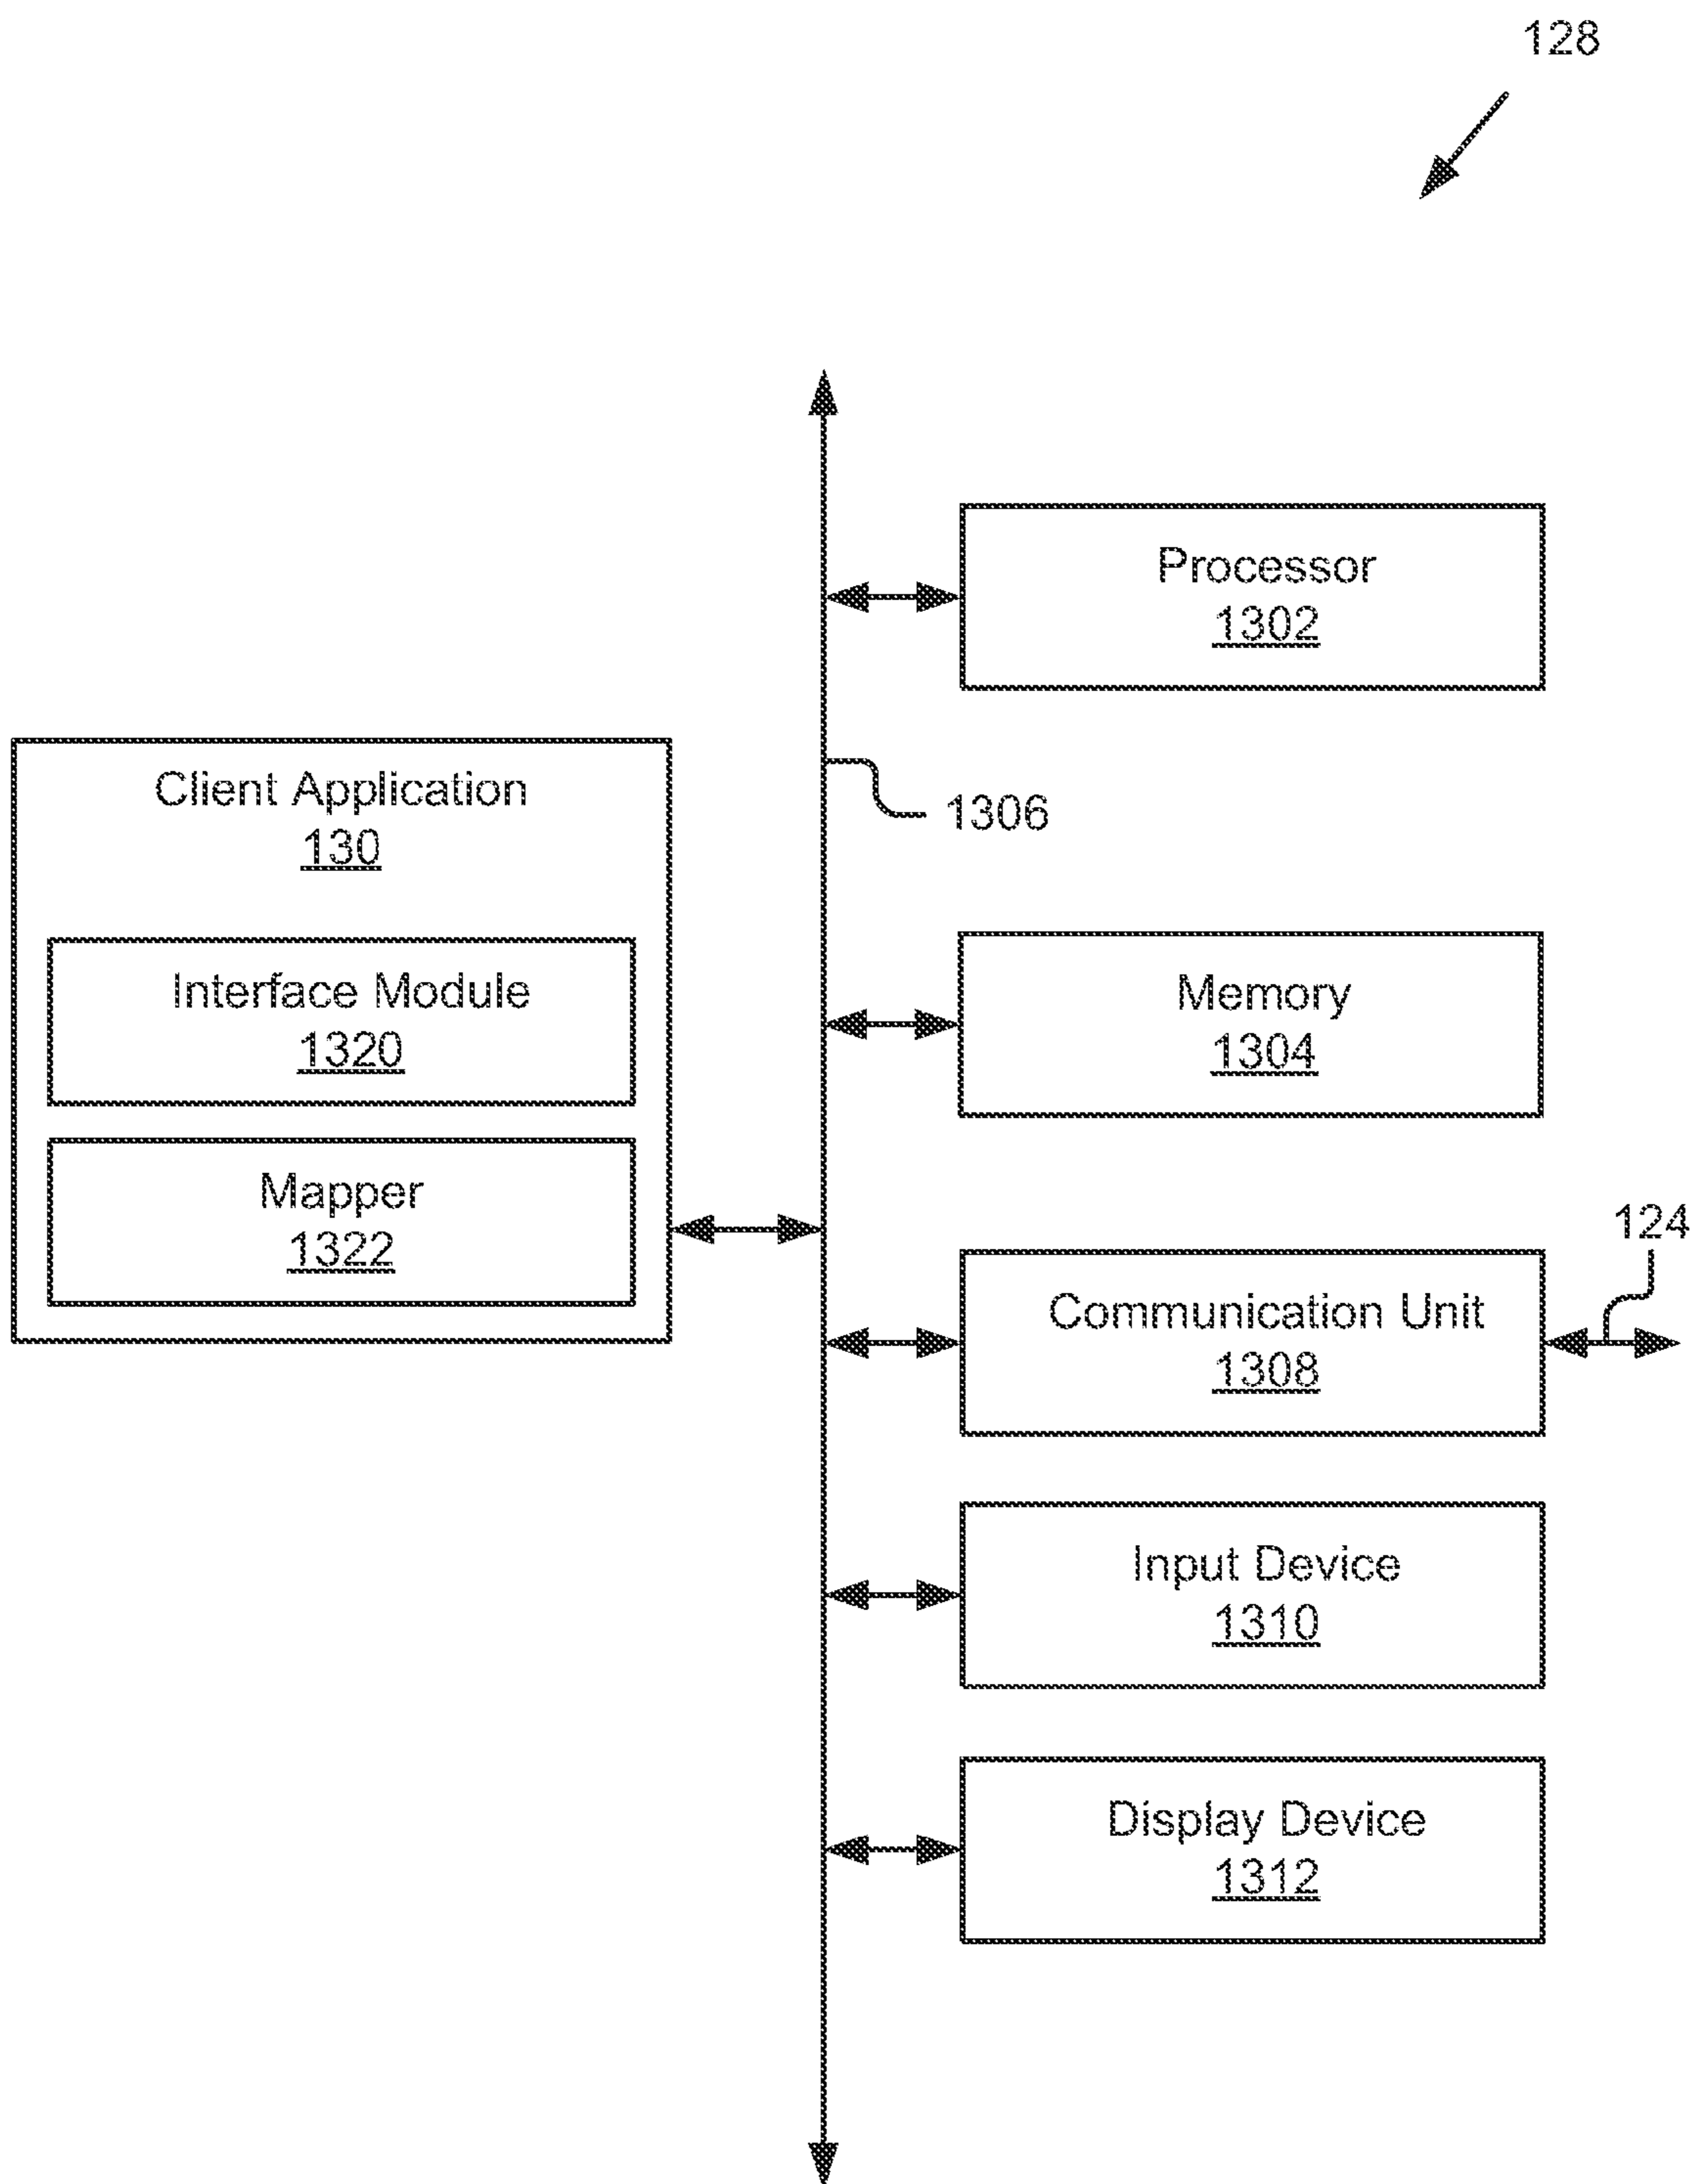 128
Processor
1302
Client Application
130
1306
Interface Module
1320
Memory
1304
Mapper
1322
124
Communication Unit
1308
Input Device
1310
Display Device
1312